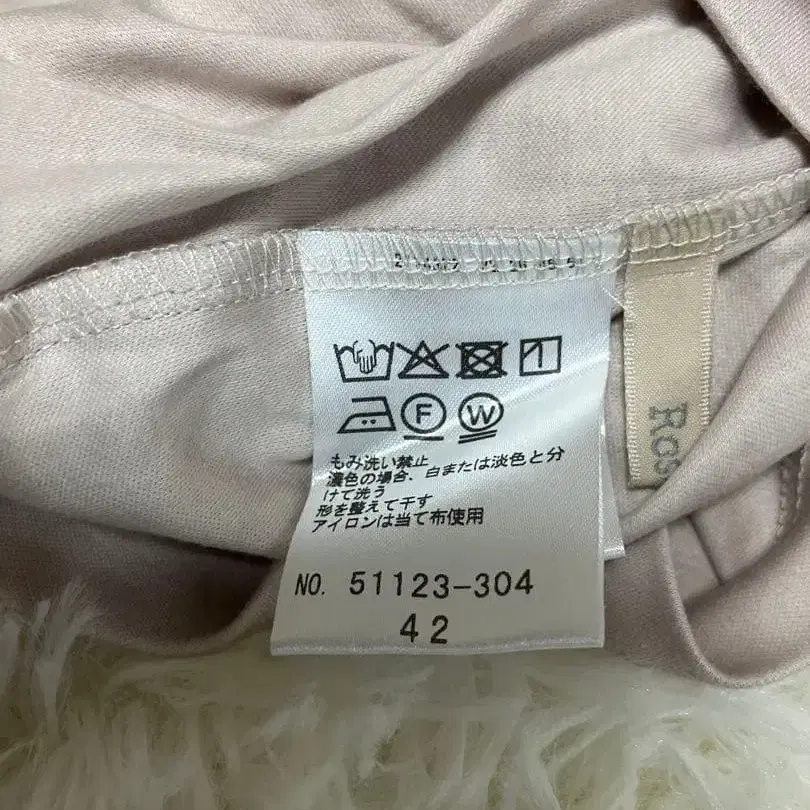 F W
もみ洗い禁止
濃色の場合、白または淡色と分
けて洗う
形を整えて干す
アイロンは当て布使用
NO. 51123-304
42
Ros